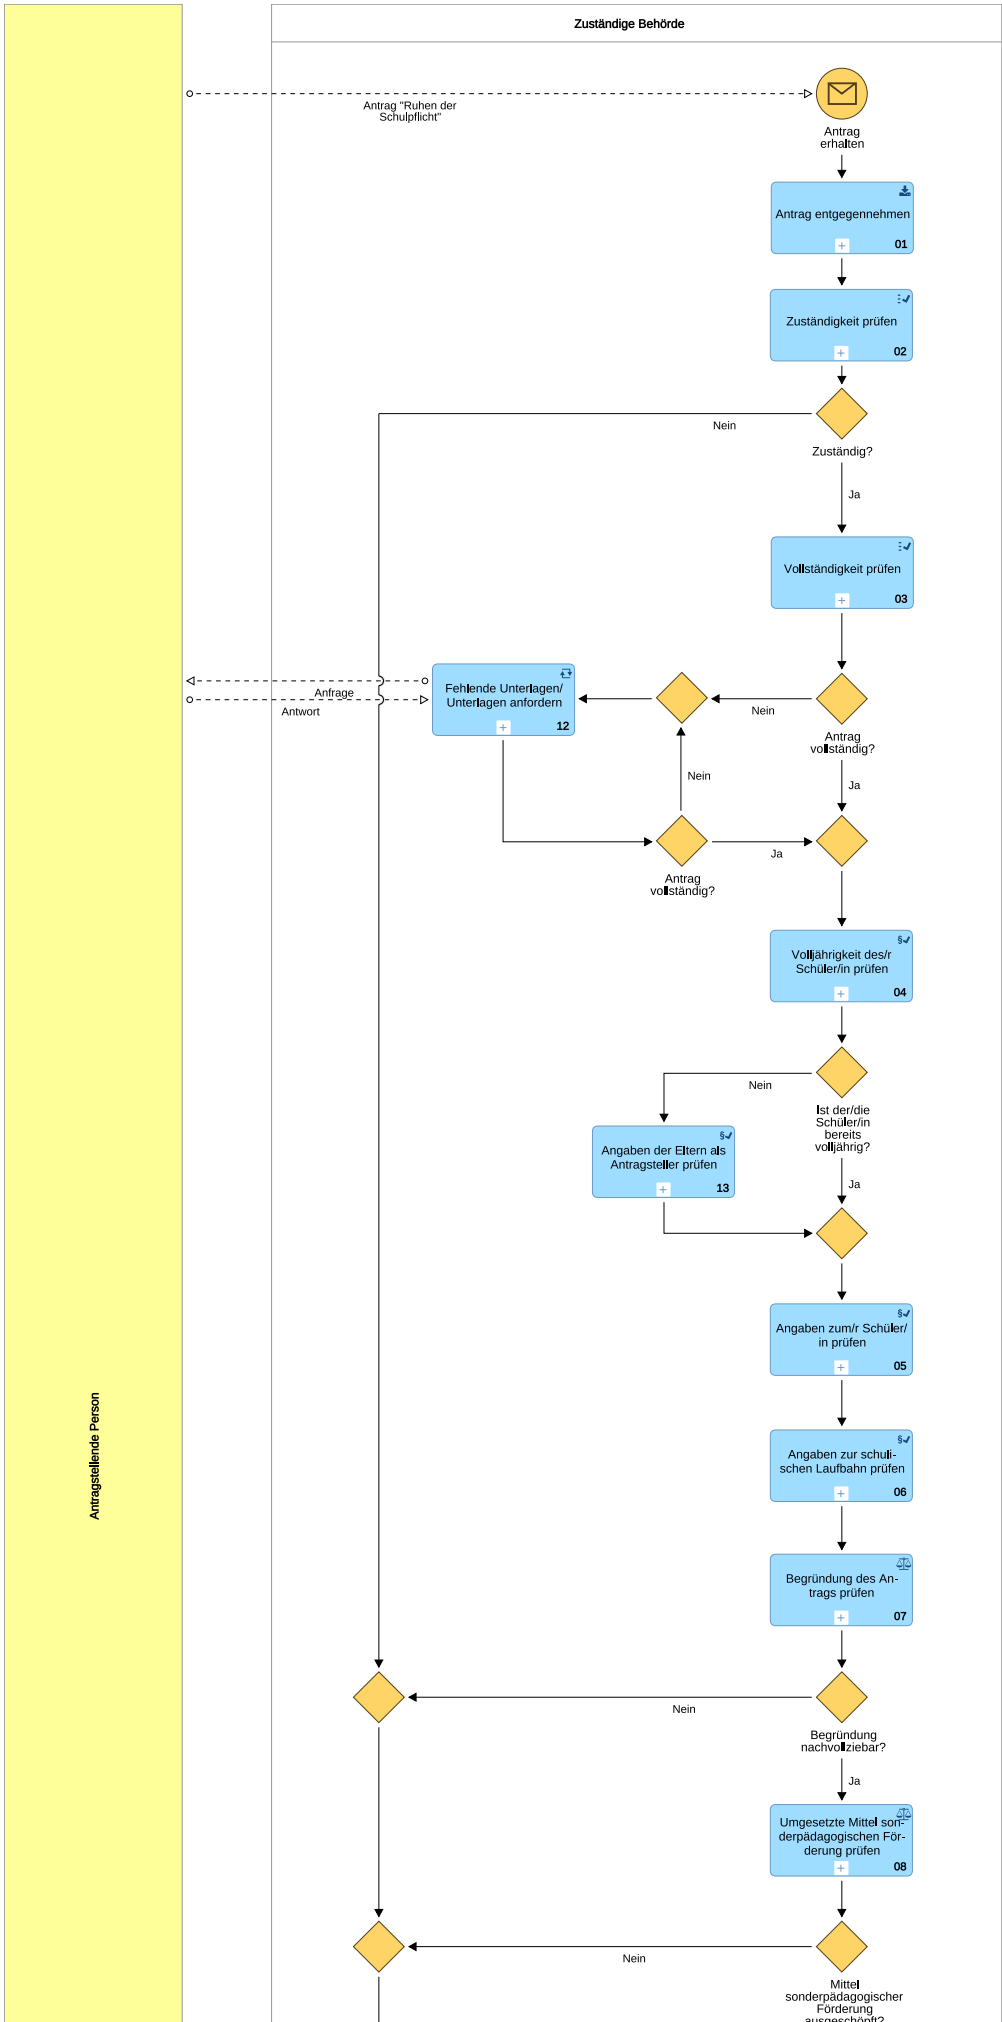 Zuständige Behörde
Antrag "Ruhen der
Schulpflicht"
Antrag
erhalten
Antrag entgegennehmen
01
Zuständigkeit prüfen
02
Nein
Zuständig?
Ja
Vollständigkeit prüfen
03
Anfrage
Antwort
Fehlende Unterlagen/
Unterlagen anfordern
12
Nein
Antrag
vollständig?
Nein
Ja
Ja
Antrag
vollständig?
Volljährigkeit des/r
Schüler/in prüfen
04
Nein
Ist der/die
Schüler/in
bereits
volljährig?
Angaben der Eltern als
Antragsteller prüfen
13
Ja
Angaben zum/r Schüler/
in prüfen
05
Antragstellende Person
Angaben zur schuli-
schen Laufbahn prüfen
06
Begründung des An-
trags prüfen
07
Nein
Begründung
nachvollziebar?
Ja
Umgesetzte Mittel son-
derpädagogischen För-
derung prüfen
08
Nein
Mittel
sonderpädagogischer
Förderung
ausgeschöpft?